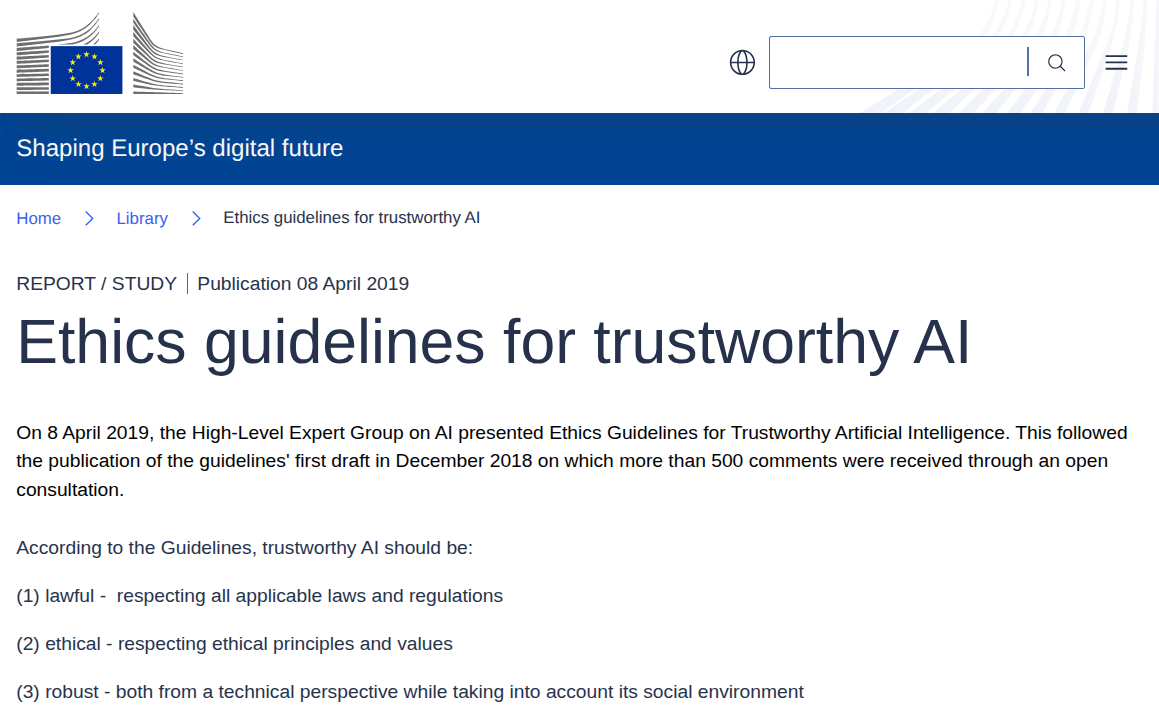 Shaping Europe’s digital future
Home > Library > Ethics guidelines for trustworthy AI
REPORT / STUDY | Publication 08 April 2019
Ethics guidelines for trustworthy AI
On 8 April 2019, the High-Level Expert Group on AI presented Ethics Guidelines for Trustworthy Artificial Intelligence. This followed
the publication of the guidelines' first draft in December 2018 on which more than 500 comments were received through an open
consultation.
According to the Guidelines, trustworthy AI should be:
(1) lawful -  respecting all applicable laws and regulations
(2) ethical - respecting ethical principles and values
(3) robust - both from a technical perspective while taking into account its social environment